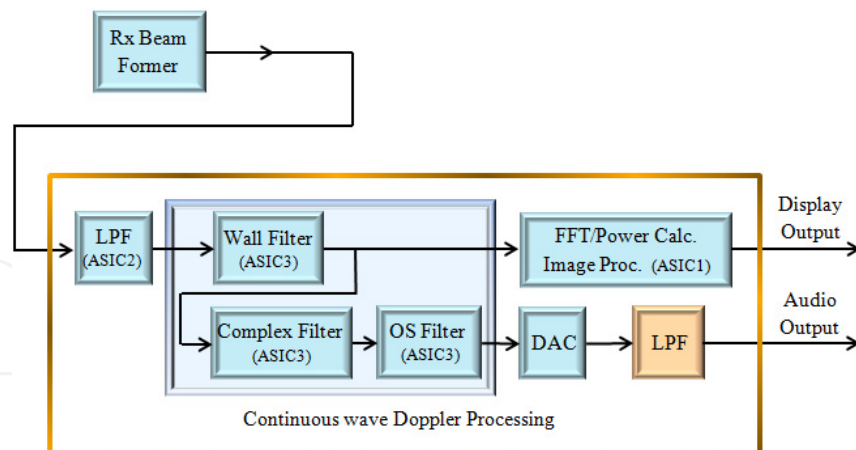 Rx Beam
Former
LPF
(ASIC2)
Wall Filter
(ASIC3)
FFT/Power Calc.
Image Proc. (ASIC1)
Display
Output
Complex Filter
(ASIC3)
OS Filter
(ASIC3)
DAC
LPF
Audio
Output
Continuous wave Doppler Processing